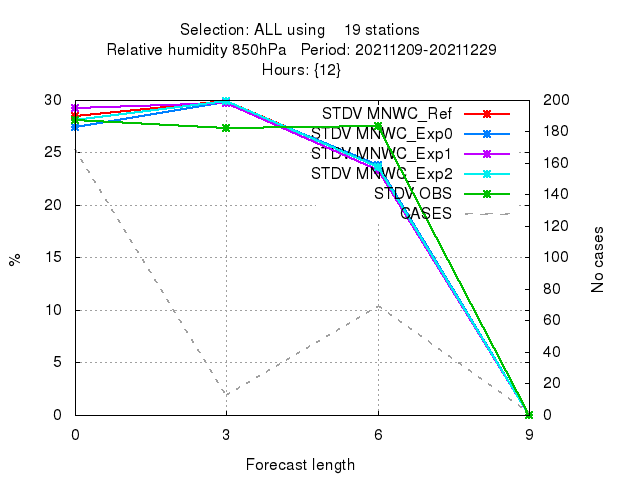 Selection: ALL using 19 stations
Relative humidity 850hPa Period: 20211209-20211229
Hours: {12}
STDV MNWC_Ref
STDV MNWC_Exp0
STDV MNWC_Exp1
STDV MNWC_Exp2
STDV OBS
CASES
30
25
20
15
10
5
0
%
200
180
160
140
120
100
80
60
40
20
0
No cases
0 3 6 9
Forecast length